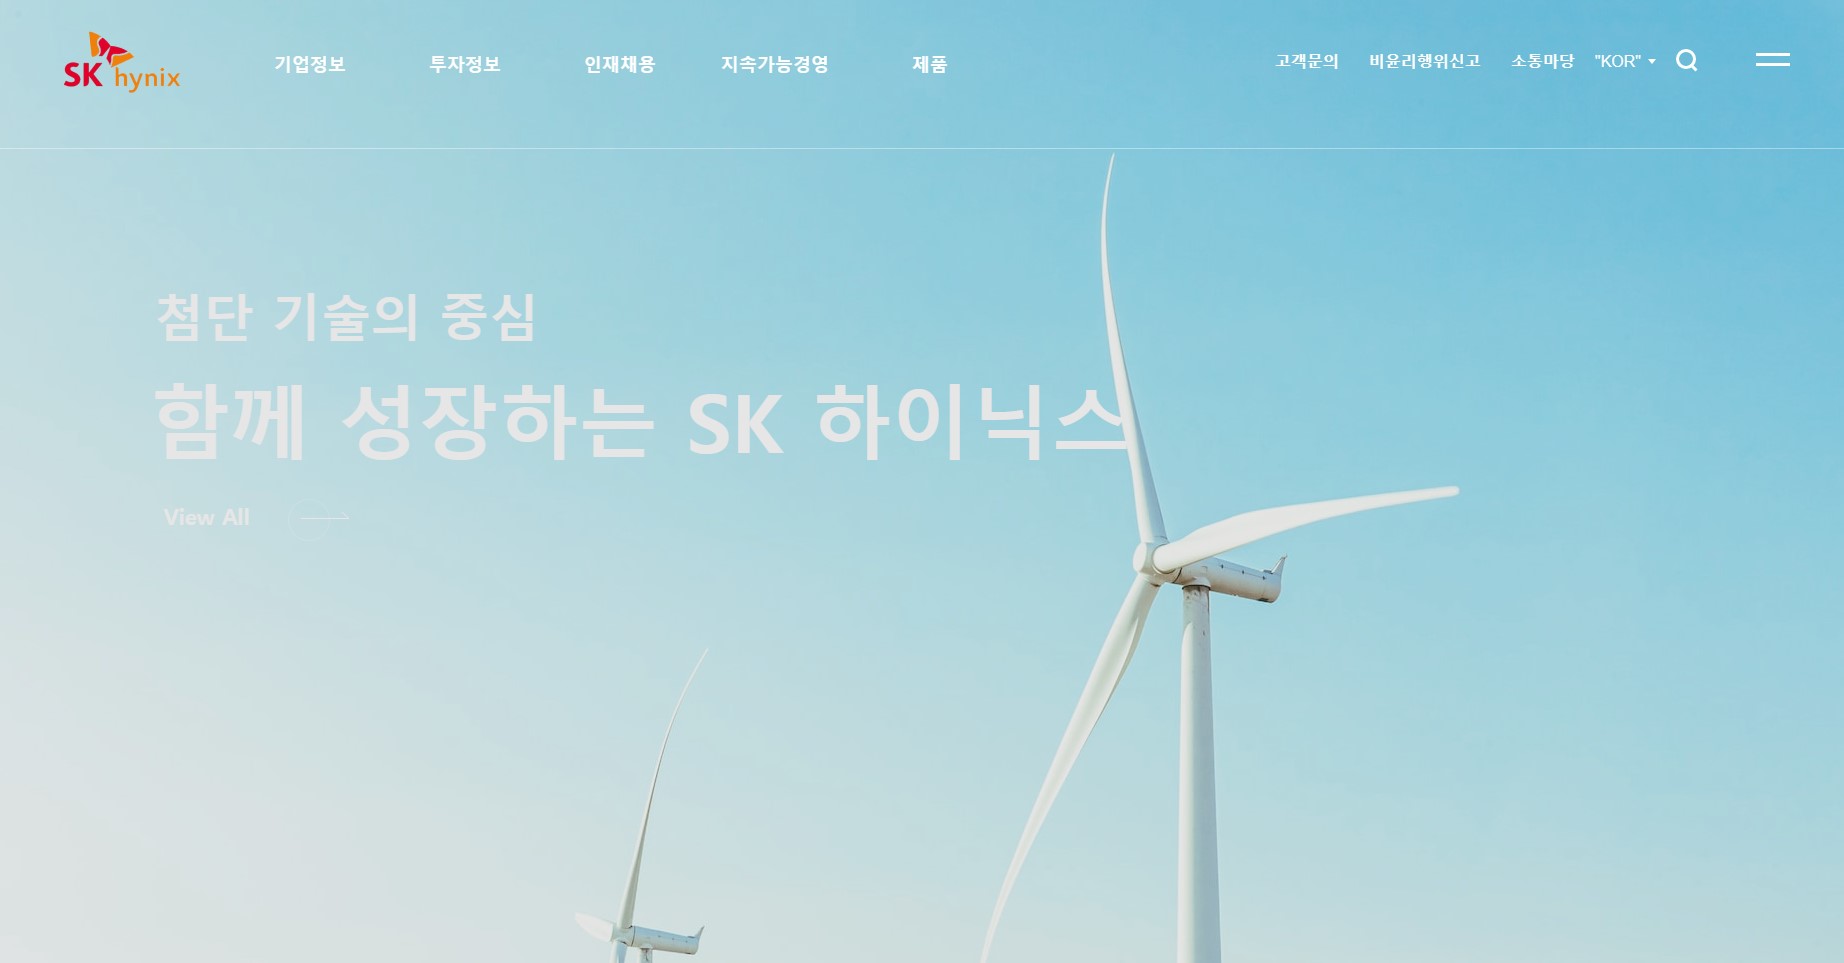 SK hynix
기업정보 투자정보 인재채용 지속가능경영 제품
고객문의 비윤리행위신고 소통마당 "KOR"
첨단 기술의 중심
함께 성장하는 SK 하이닉스
View All